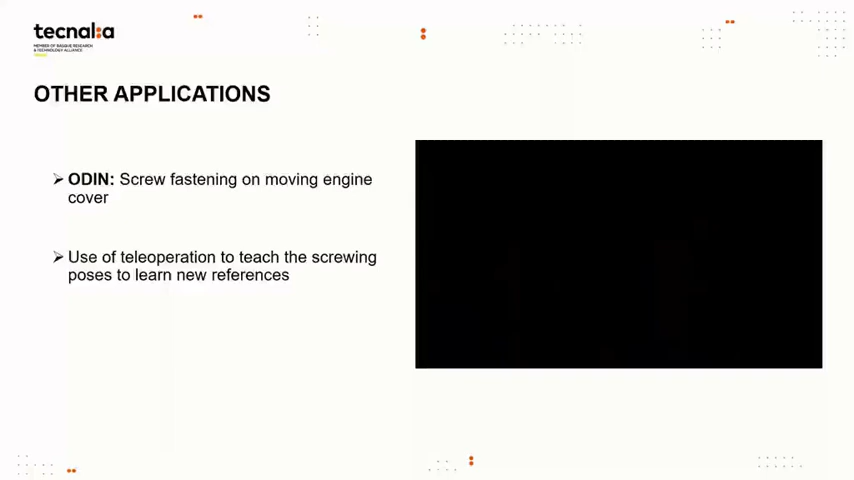 tecnalia
MEMBER OF BASQUE RESEARCH
& TECHNOLOGY ALLIANCE
OTHER APPLICATIONS
➢ ODIN: Screw fastening on moving engine
cover
➢ Use of teleoperation to teach the screwing
poses to learn new references